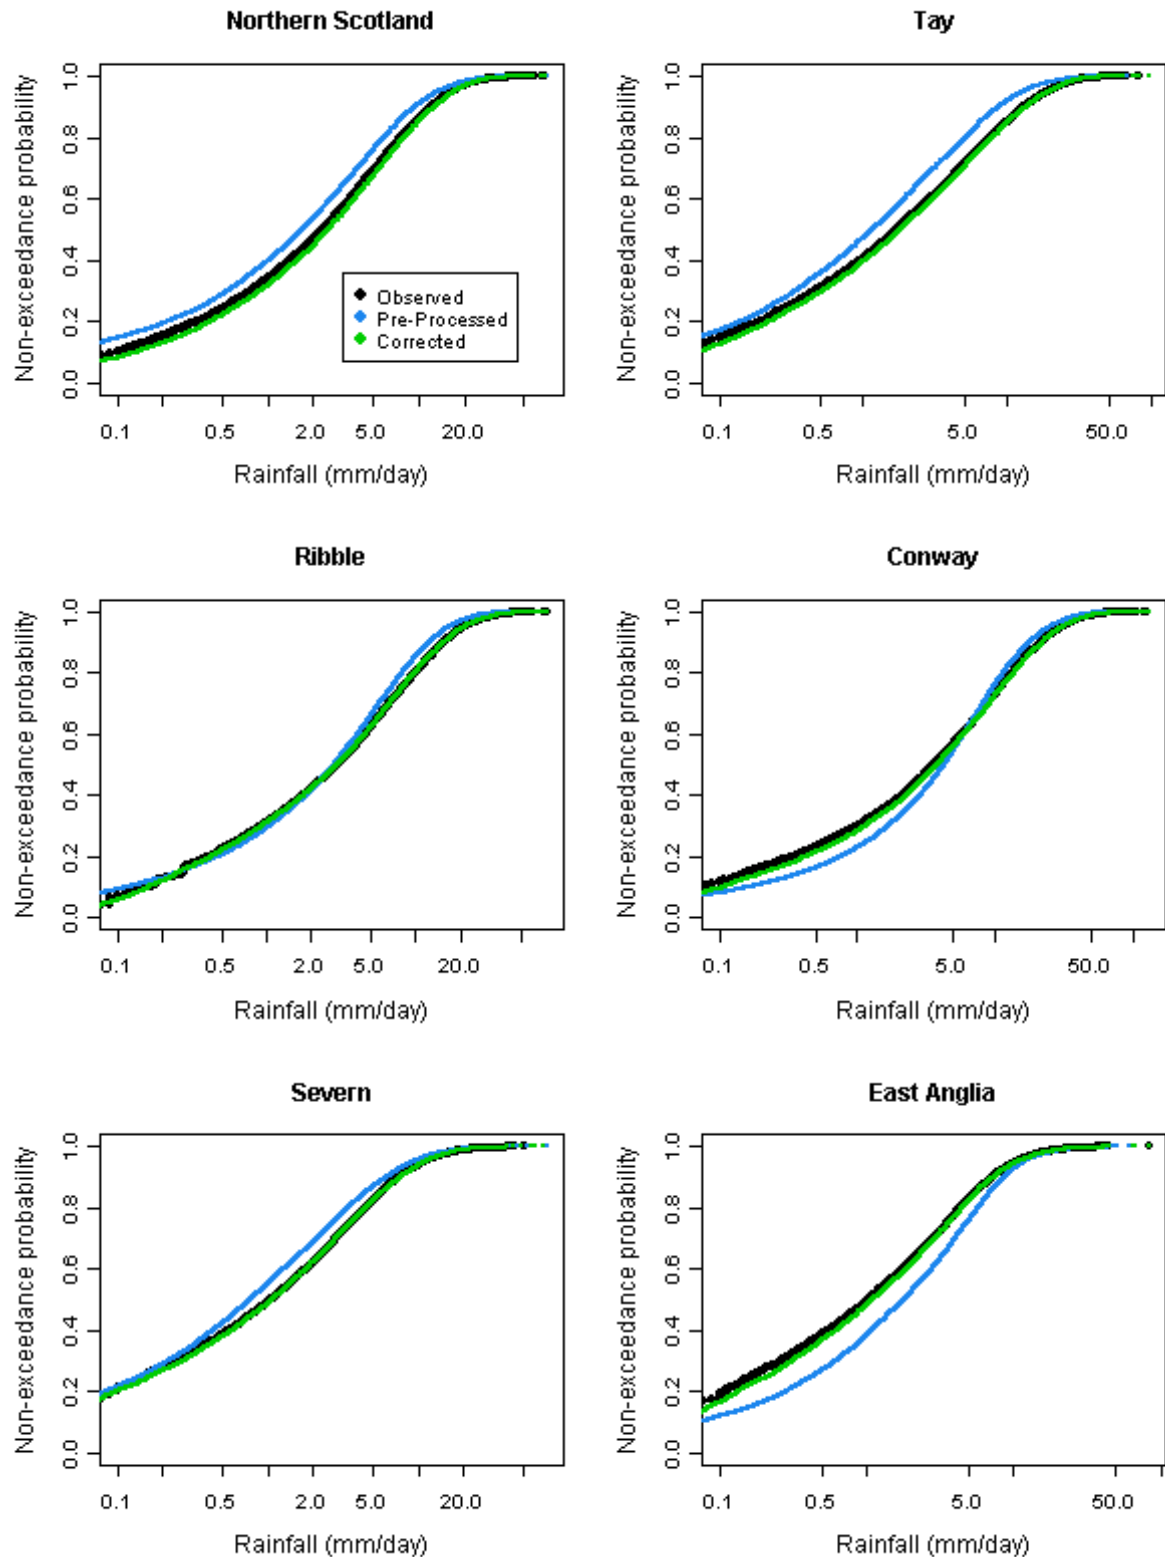 Northern Scotland
Non-exceedance probability
0.0 0.2 0.4 0.6 0.8 1.0
Observed
Pre-Processed
Corrected
0.1 0.5 2.0 5.0 20.0
Rainfall (mm/day)
Tay
Non-exceedance probability
0.0 0.2 0.4 0.6 0.8 1.0
0.1 0.5 5.0 50.0
Rainfall (mm/day)
Ribble
Non-exceedance probability
0.0 0.2 0.4 0.6 0.8 1.0
0.1 0.5 2.0 5.0 20.0
Rainfall (mm/day)
Conway
Non-exceedance probability
0.0 0.2 0.4 0.6 0.8 1.0
0.1 0.5 5.0 50.0
Rainfall (mm/day)
Severn
Non-exceedance probability
0.0 0.2 0.4 0.6 0.8 1.0
0.1 0.5 2.0 5.0 20.0
Rainfall (mm/day)
East Anglia
Non-exceedance probability
0.0 0.2 0.4 0.6 0.8 1.0
0.1 0.5 5.0 50.0
Rainfall (mm/day)